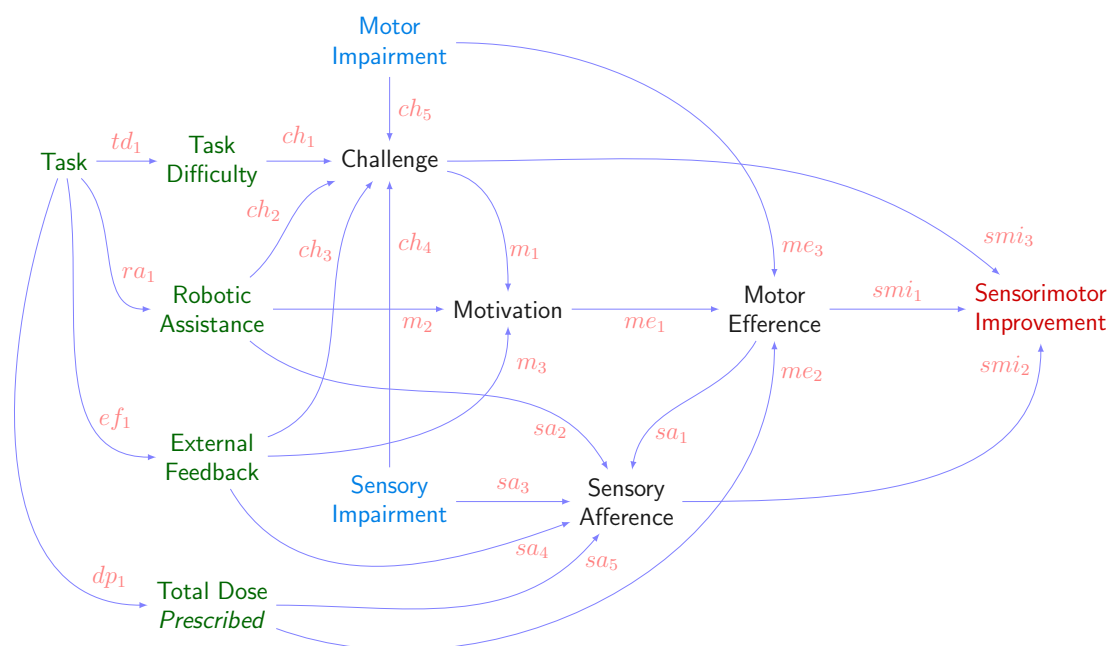 Motor
Impairment
ch₅
td₁
ch₁
Task
Task
Difficulty
Challenge
ch₂
ch₃
ch₄
m₁
me₃
smi₃
ra₁
Robotic
Assistance
m₂
Motivation
me₁
Motor
Efference
smi₁
Sensorimotor
Improvement
m₃
me₂
smi₂
ef₁
External
Feedback
sa₂
sa₁
Sensory
Impairment
sa₃
Sensory
Afference
sa₄
sa₅
dp₁
Total Dose
Prescribed